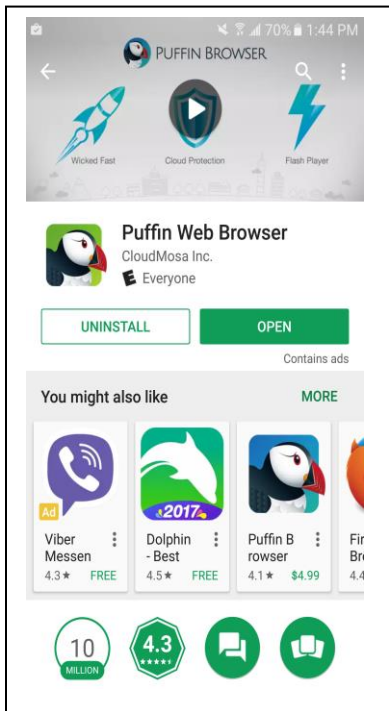 70% 1:44 PM
PUFFIN BROWSER
Wicked Fast
Cloud Protection
Flash Player
Puffin Web Browser
CloudMosa Inc.
E Everyone
UNINSTALL
OPEN
Contains ads
You might also like
MORE
Ad
2017
Viber
Messen
4.3★ FREE
Dolphin
- Best
4.5★ FREE
Puffin B
rowser
4.1★ $4.99
Fir
Bro
4.4
10
MILLION
4.3